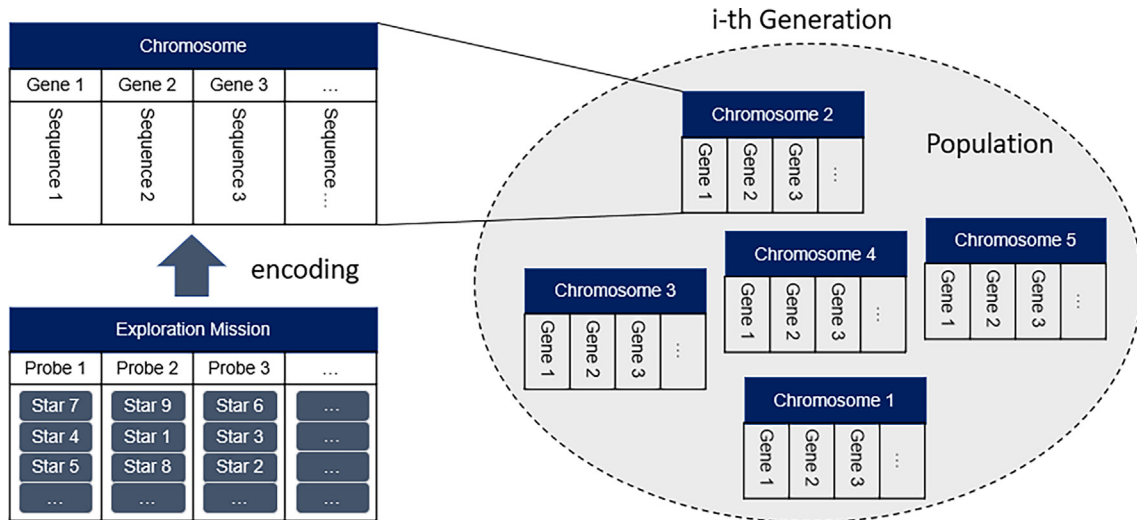 i-th Generation
Chromosome
Gene 1 Gene 2 Gene 3 ...
Sequence 1 Sequence 2 Sequence 3 Sequence ...
encoding
Exploration Mission
Probe 1 Probe 2 Probe 3 ...
Star 7 Star 9 Star 6 ...
Star 4 Star 1 Star 3 ...
Star 5 Star 8 Star 2 ...
... ... ... ...
Population
Chromosome 2
Gene 1 Gene 2 Gene 3 ...
Chromosome 5
Gene 1 Gene 2 Gene 3 ...
Chromosome 4
Gene 1 Gene 2 Gene 3 ...
Chromosome 3
Gene 1 Gene 2 Gene 3 ...
Chromosome 1
Gene 1 Gene 2 Gene 3 ...